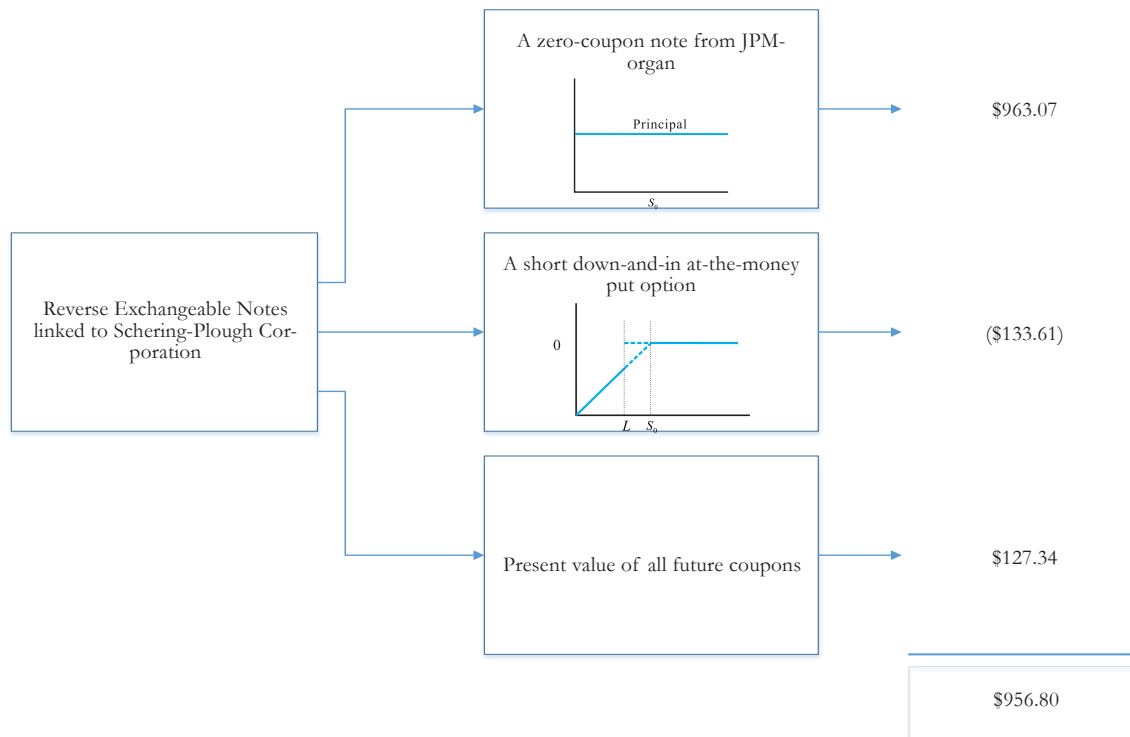 A zero-coupon note from JPM-
organ
Principal
S₀
$963.07
Reverse Exchangeable Notes
linked to Schering-Plough Cor-
poration
A short down-and-in at-the-money
put option
0
L S₀
($133.61)
Present value of all future coupons
$127.34
$956.80